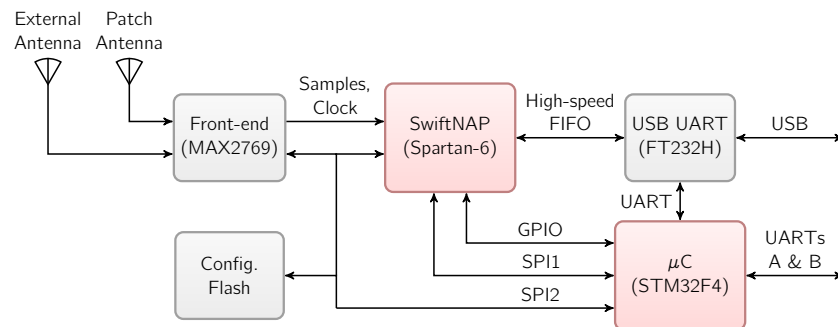 External
Antenna
Patch
Antenna
Front-end
(MAX2769)
Samples,
Clock
SwiftNAP
(Spartan-6)
High-speed
FIFO
USB UART
(FT232H)
USB
UART
GPIO
SPI1
SPI2
Config.
Flash
μC
(STM32F4)
UARTs
A & B